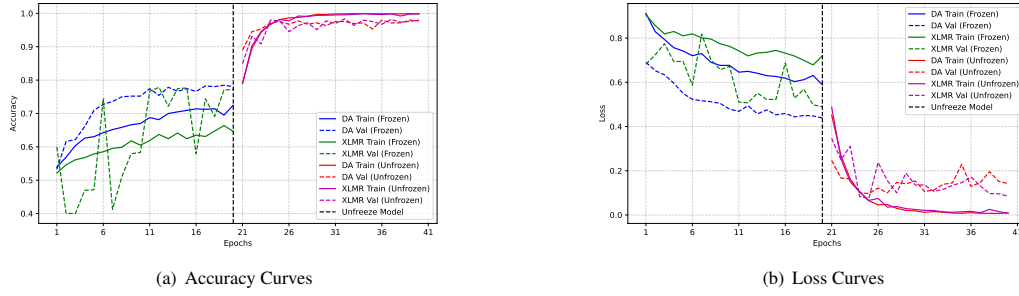 1.0
0.9
0.8
0.7
0.6
0.5
0.4
Accuracy
1 6 11 16 21 26 31 36 41
Epochs
DA Train (Frozen)
DA Val (Frozen)
XLMR Train (Frozen)
XLMR Val (Frozen)
DA Train (Unfrozen)
DA Val (Unfrozen)
XLMR Train (Unfrozen)
XLMR Val (Unfrozen)
Unfreeze Model
(a) Accuracy Curves
0.8
0.6
0.4
0.2
0.0
Loss
1 6 11 16 21 26 31 36 41
Epochs
DA Train (Frozen)
DA Val (Frozen)
XLMR Train (Frozen)
XLMR Val (Frozen)
DA Train (Unfrozen)
DA Val (Unfrozen)
XLMR Train (Unfrozen)
XLMR Val (Unfrozen)
Unfreeze Model
(b) Loss Curves